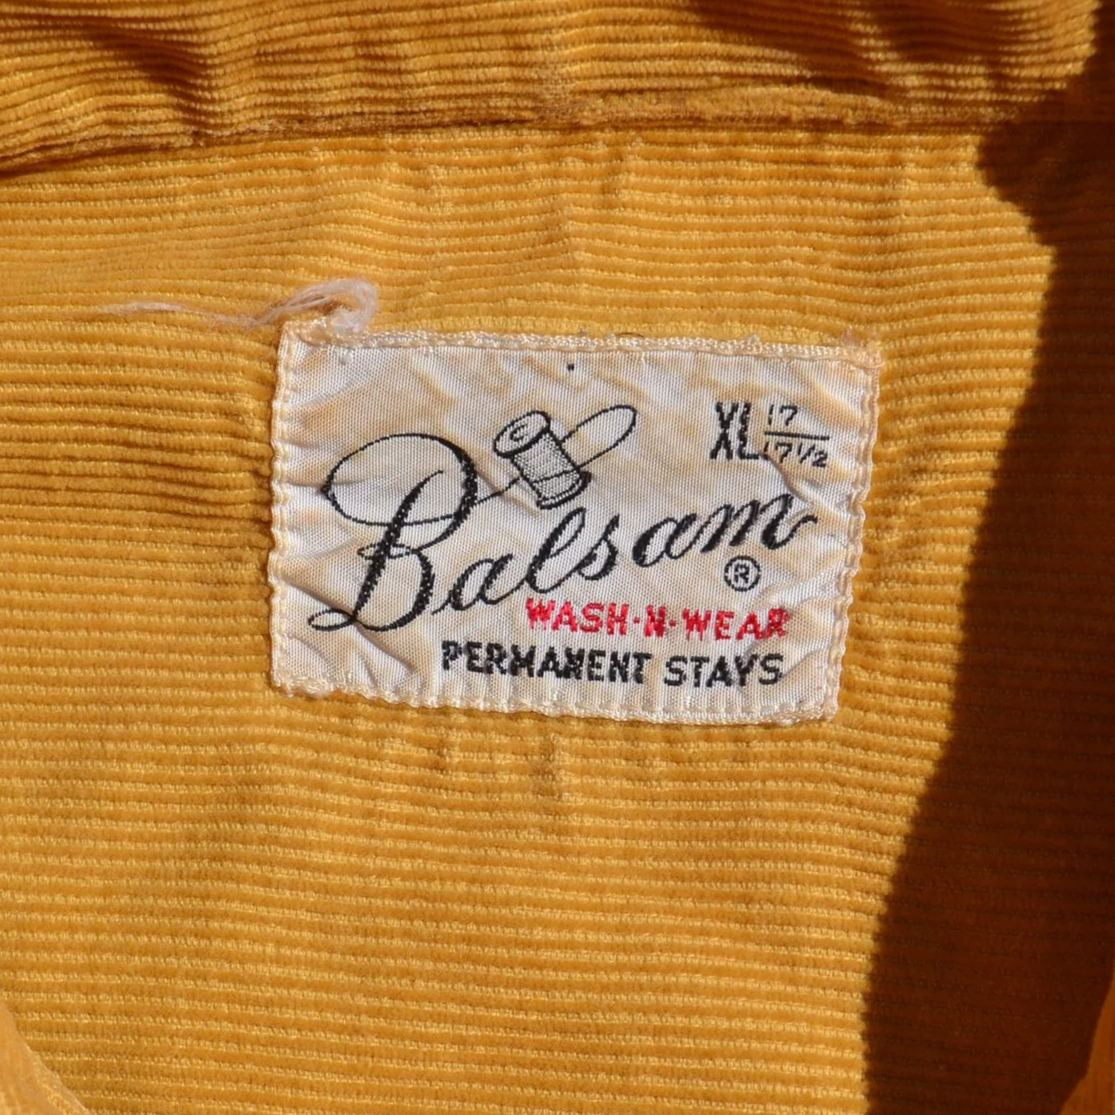 XL 17
17 1/2
Balsam
®
WASH·N·WEAR
PERMANENT STAYS